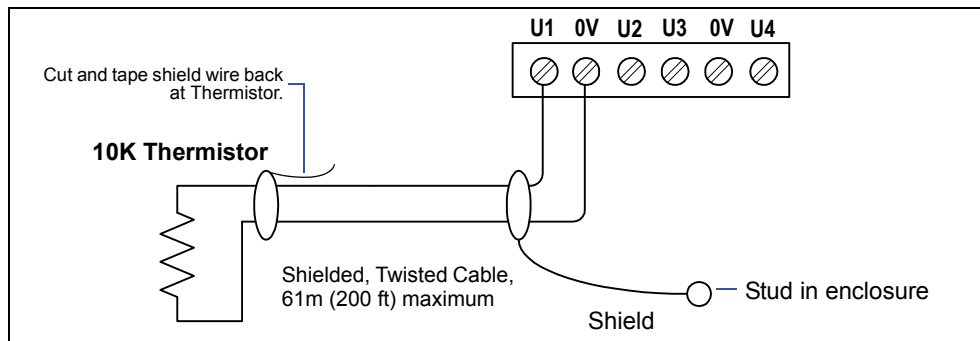 U1 0V U2 U3 0V U4
Cut and tape shield wire back
at Thermistor.
10K Thermistor
Shielded, Twisted Cable,
61m (200 ft) maximum
Stud in enclosure
Shield